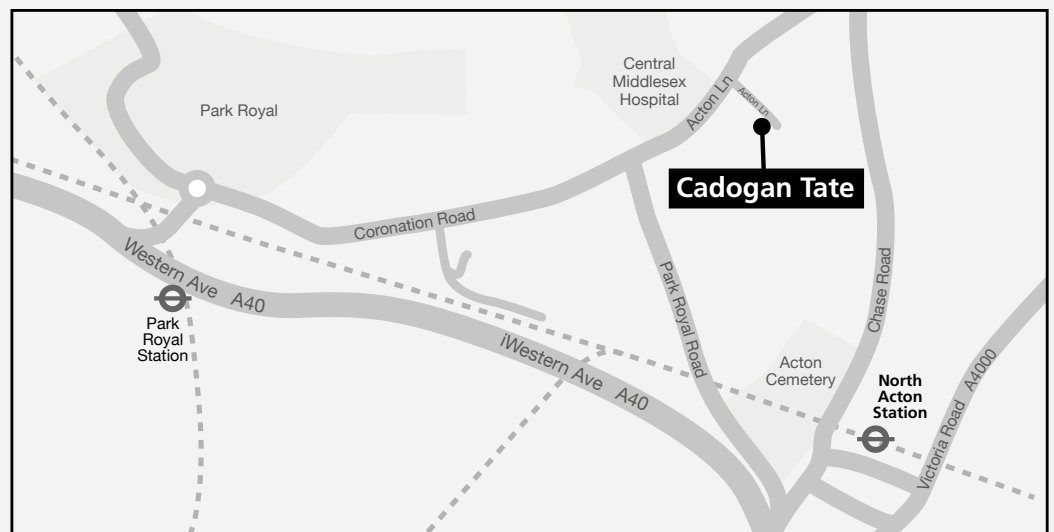 Central
Middlesex
Hospital
Park Royal
Acton Ln
Acton Ln
Cadogan Tate
Coronation Road
Western Ave A40
Park
Royal
Station
iWestern Ave A40
Park Royal Road
Chase Road
Acton
Cemetery
North
Acton
Station
Victoria Road A4000